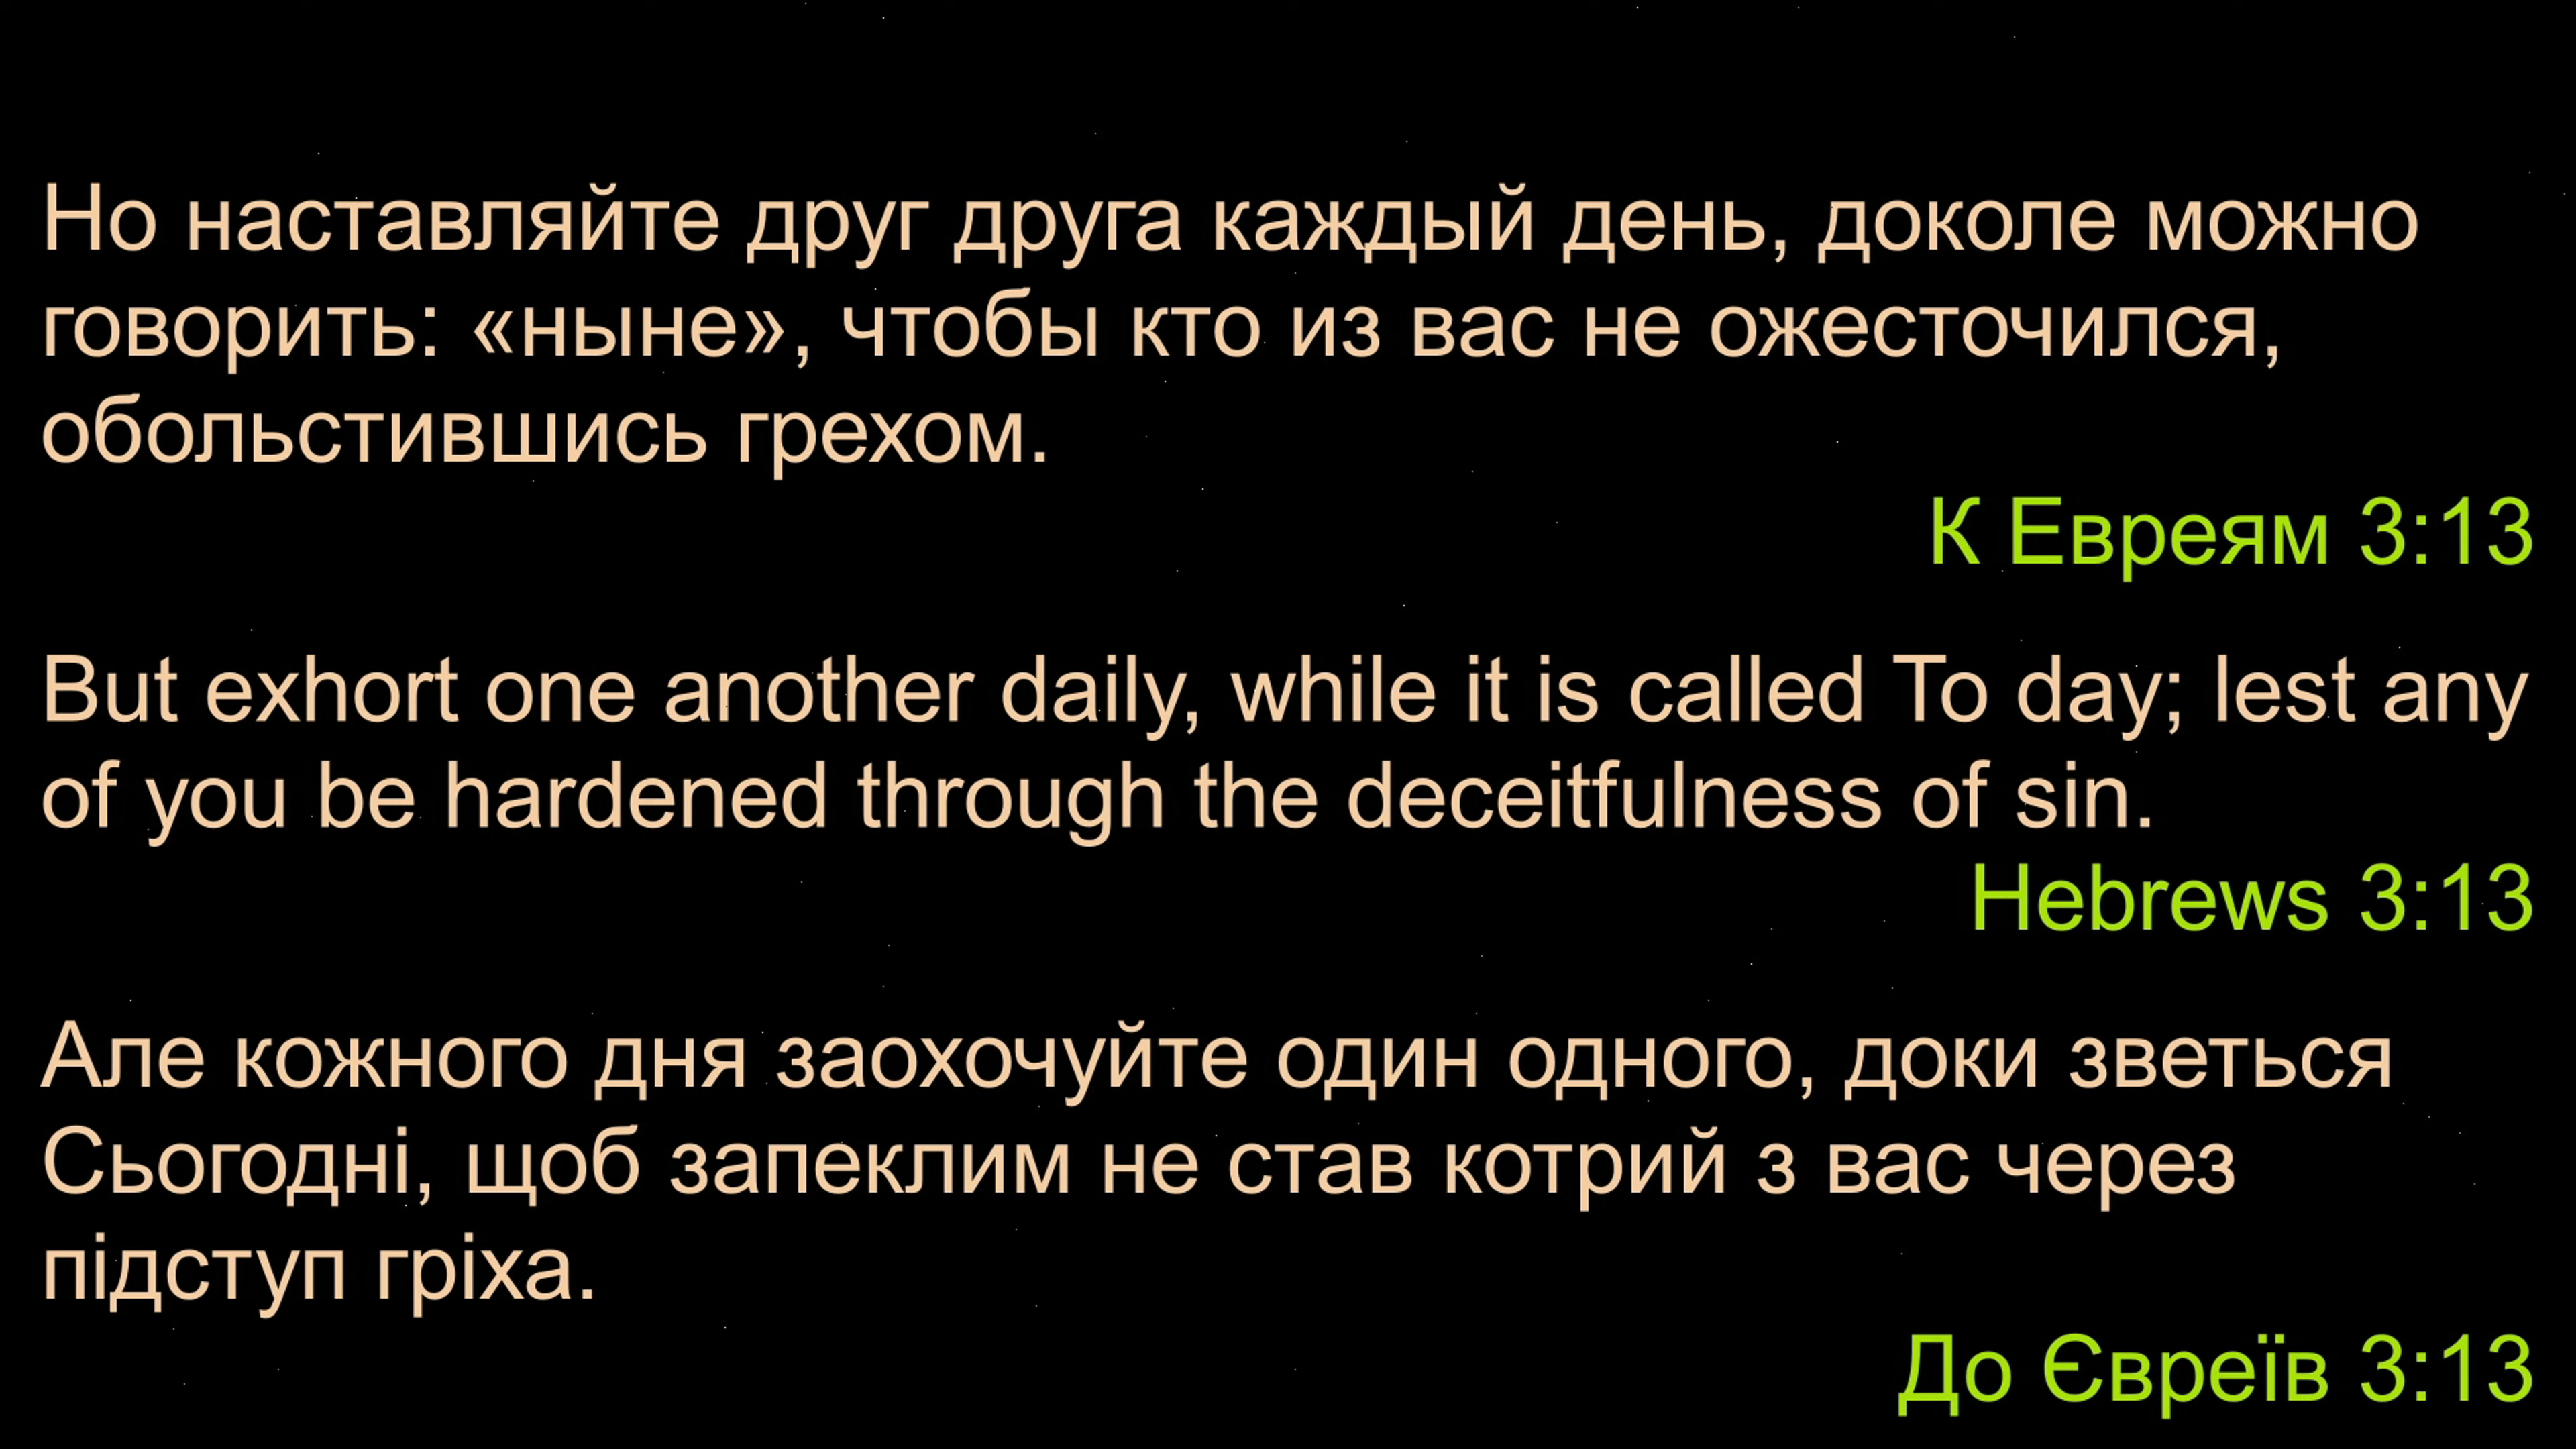 Но наставляйте друг друга каждый день, доколе можно
говорить: «ныне», чтобы кто из вас не ожесточился,
обольстившись грехом.
К Евреям 3:13
But exhort one another daily, while it is called To day; lest any
of you be hardened through the deceitfulness of sin.
Hebrews 3:13
Але кожного дня заохочуйте один одного, доки зветься
Сьогодні, щоб запеклим не став котрий з вас через
підступ гріха.
До Євреїв 3:13